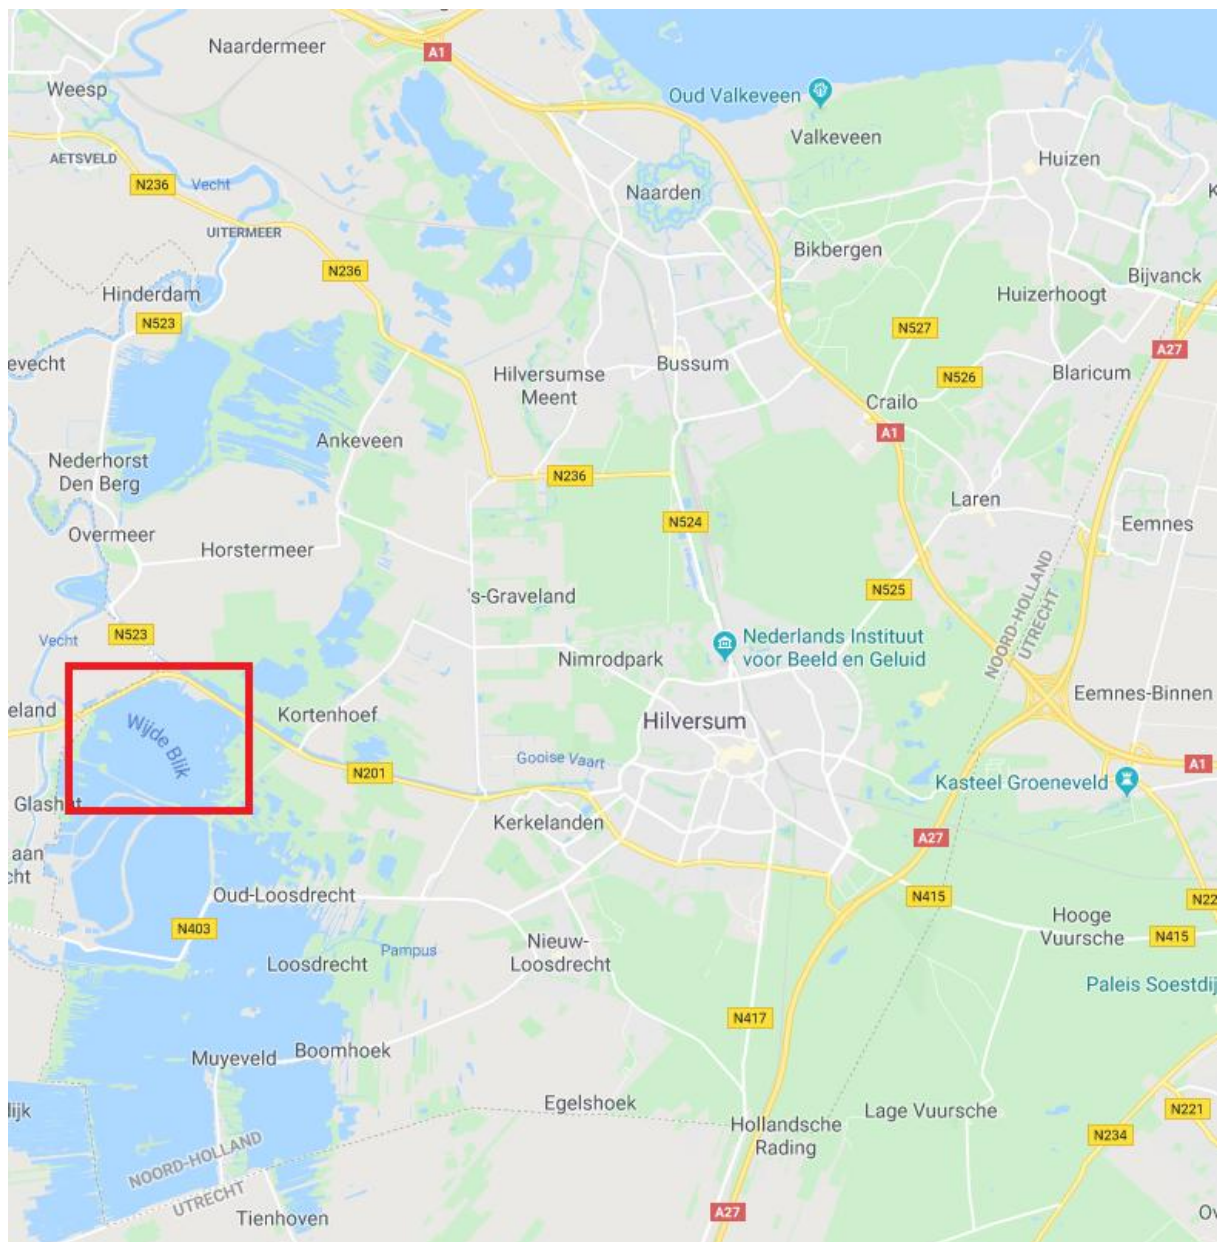 Naardermeer
A1
Weesp
Oud Valkeveen
Valkeveen
AETSVELD
Huizen
N236
Vecht
Naarden
K
UITERMEER
Bikbergen
N236
Bijvanck
Hinderdam
Huizerhoogt
N523
N527
A27
evecht
Bussum
Hilversumse
Meent
N526
Blaricum
Crailo
A1
Ankeveen
Nederhorst
Den Berg
N236
Laren
N524
Eemnes
Overmeer
Horstermeer
NOORD-HOLLAND
UTRECHT
's-Graveland
N525
Vecht
N523
Nederlands Instituut
voor Beeld en Geluid
Nimrodpark
Eemnes-Binnen
eland
Kortenhoef
Wijde Blik
Hilversum
Gooise Vaart
N201
A1
Kasteel Groeneveld
Kerkelanden
A27
aan
cht
Oud-Loosdrecht
N415
N22
N403
Hooge
Vuursche
N415
Pampus
Nieuw-
Loosdrecht
Loosdrecht
Paleis Soestdij
N417
Boomhoek
Muyeveld
Egelshoek
Lage Vuursche
N221
lijk
Hollandsche
Rading
N234
NOORD-HOLLAND
UTRECHT
A27
Tienhoven
Ov